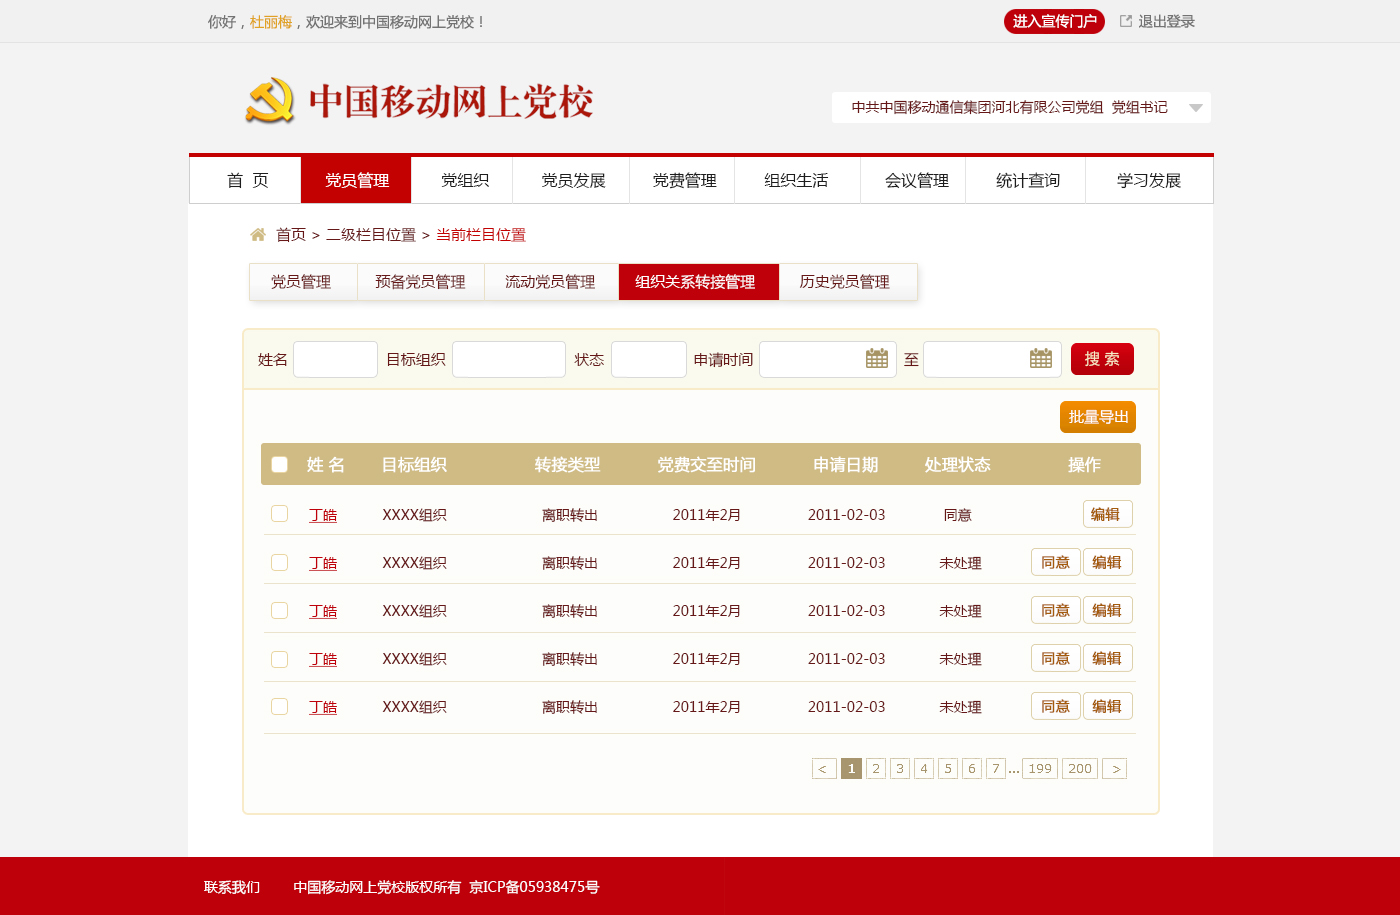 你好，杜丽梅，欢迎来到中国移动网上党校！ 进入宣传门户 退出登录
中国移动网上党校
中共中国移动通信集团河北有限公司党组 党组书记
首 页 党员管理 党组织 党员发展 党费管理 组织生活 会议管理 统计查询 学习发展
首页 > 二级栏目位置 > 当前栏目位置
党员管理 预备党员管理 流动党员管理 组织关系转接管理 历史党员管理
姓名 目标组织 状态 申请时间 至 搜 索
批量导出
姓 名 目标组织 转接类型 党费交至时间 申请日期 处理状态 操作
丁皓 XXXX组织 离职转出 2011年2月 2011-02-03 同意 编辑
丁皓 XXXX组织 离职转出 2011年2月 2011-02-03 未处理 同意 编辑
丁皓 XXXX组织 离职转出 2011年2月 2011-02-03 未处理 同意 编辑
丁皓 XXXX组织 离职转出 2011年2月 2011-02-03 未处理 同意 编辑
丁皓 XXXX组织 离职转出 2011年2月 2011-02-03 未处理 同意 编辑
< 1 2 3 4 5 6 7 ... 199 200 >
联系我们 中国移动网上党校版权所有 京ICP备05938475号